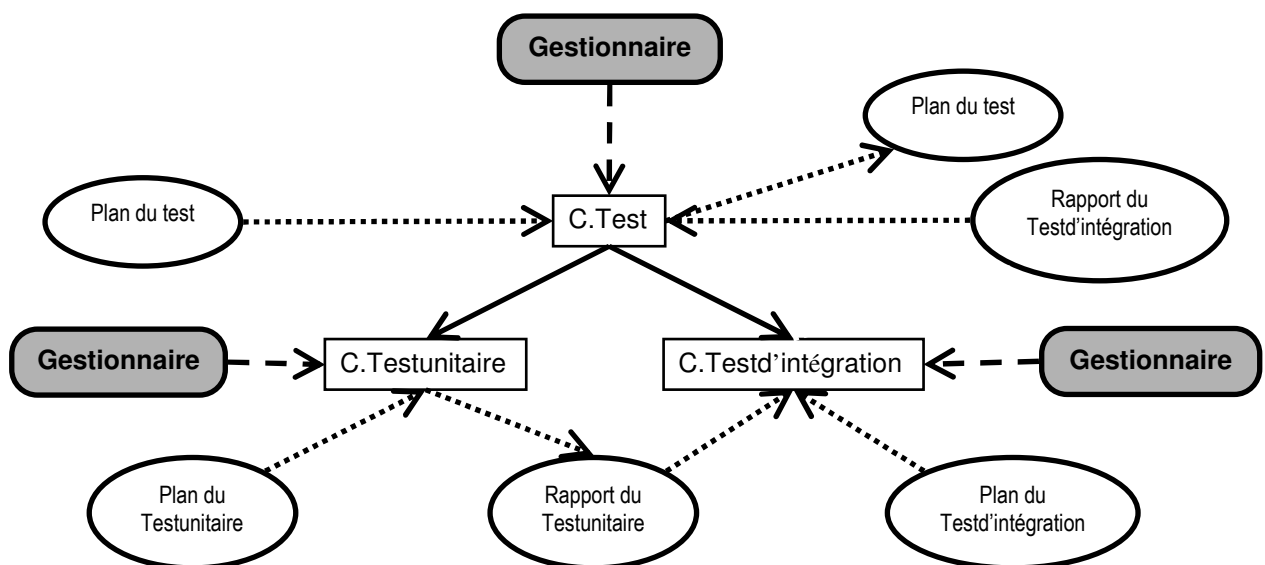 Gestionnaire
Plan du test
Plan du test
C.Test
Rapport du
Testd'intégration
Gestionnaire
C.Testunitaire
C.Testd’intégration
Gestionnaire
Plan du
Testunitaire
Rapport du
Testunitaire
Plan du
Testd'intégration